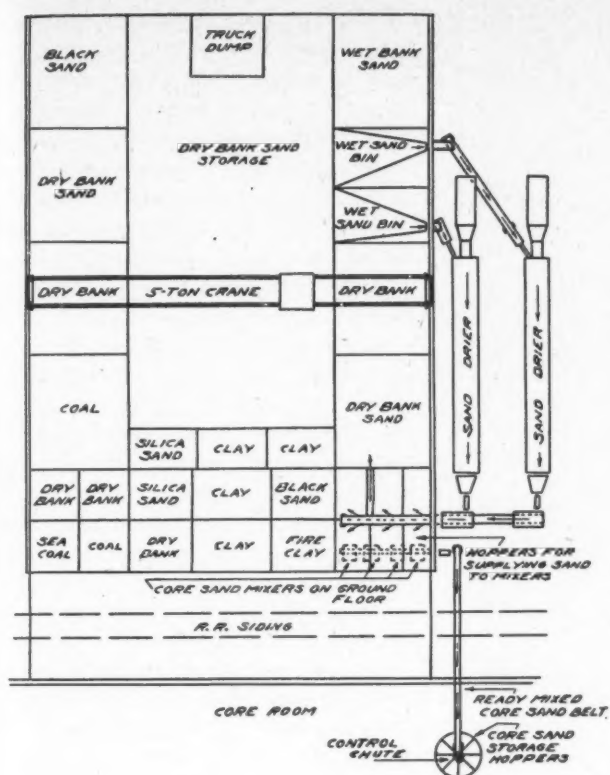 BLACK
SAND
TRUCK
DUMP
WET BANK
SAND
DRY BANK SAND
STORAGE
WET SAND
BIN
DRY BANK
SAND
WET
SAND BIN
DRY BANK
5-TON CRANE
DRY BANK
SAND DRIER
SAND DRIER
COAL
DRY BANK
SAND
SILICA
SAND
CLAY
CLAY
DRY
BANK
DRY
BANK
SILICA
SAND
CLAY
BLACK
SAND
SEA
COAL
COAL
DRY
BANK
CLAY
FIRE
CLAY
HOPPERS FOR
SUPPLYING SAND
TO MIXERS
CORE SAND MIXERS ON GROUND
FLOOR
R.R. SIDING
CORE ROOM
READY MIXED
CORE SAND BELT.
CONTROL
CHUTE
CORE SAND
STORAGE
HOPPERS